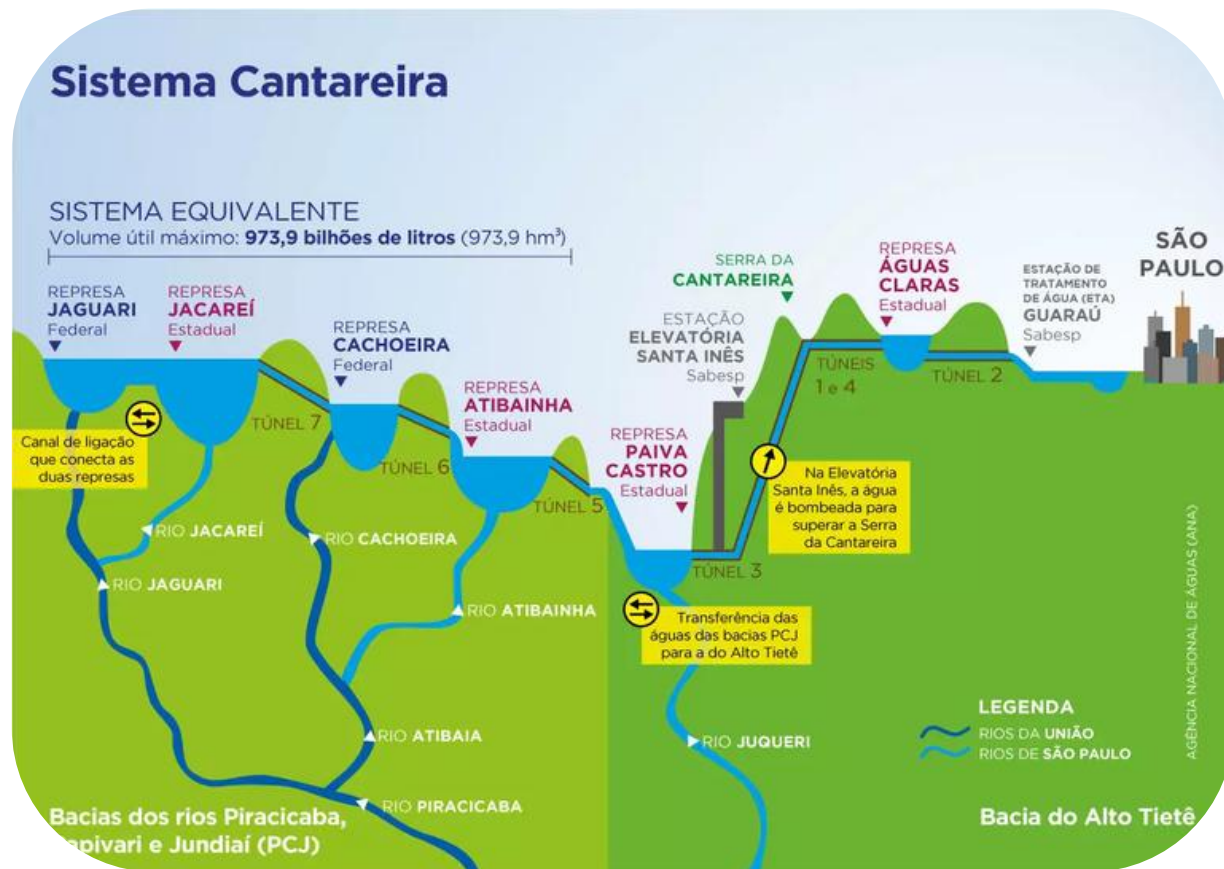 Sistema Cantareira
SISTEMA EQUIVALENTE
Volume útil máximo: 973,9 bilhões de litros (973,9 hm³)
REPRESA
JAGUARI
Federal
REPRESA
JACAREÍ
Estadual
REPRESA
CACHOEIRA
Federal
REPRESA
ATIBAINHA
Estadual
REPRESA
PAIVA
CASTRO
Estadual
ESTAÇÃO
ELEVATÓRIA
SANTA INÊS
Sabesp
SERRA DA
CANTAREIRA
REPRESA
ÁGUAS
CLARAS
Estadual
ESTAÇÃO DE
TRATAMENTO
DE ÁGUA (ETA)
GUARAÚ
Sabesp
SÃO
PAULO
TÚNEL 7
TÚNEL 6
TÚNEL 5
TÚNEL 3
TÚNEIS
1 e 4
TÚNEL 2
Canal de ligação
que conecta as
duas represas
Na Elevatória
Santa Inês, a água
é bombeada para
superar a Serra
da Cantareira
Transferência das
águas das bacias PCJ
para a do Alto Tietê
RIO JACAREÍ
RIO JAGUARI
RIO CACHOEIRA
RIO ATIBAINHA
RIO ATIBAIA
RIO PIRACICABA
RIO JUQUERI
LEGENDA
RIOS DA UNIÃO
RIOS DE SÃO PAULO
AGÊNCIA NACIONAL DE ÁGUAS (ANA)
Bacias dos rios Piracicaba,
apivari e Jundiaí (PCJ)
Bacia do Alto Tietê